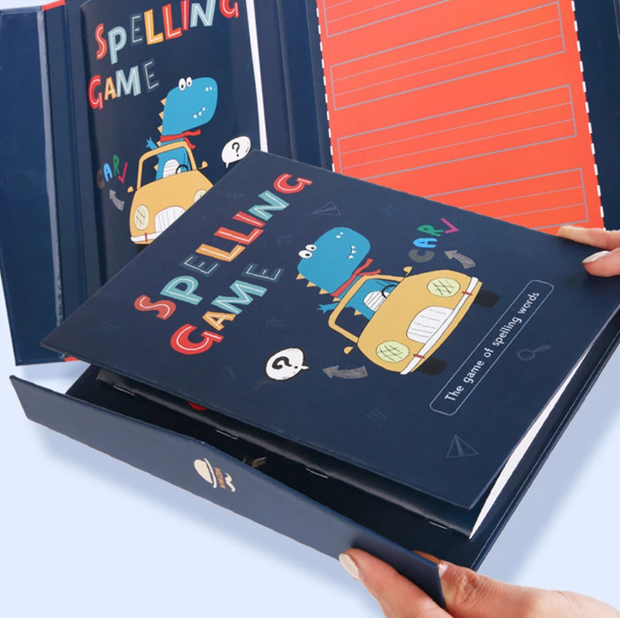 SPELLING
GAME
CAR
SPELLING
GAME
CAR
?
?
The game of spelling words